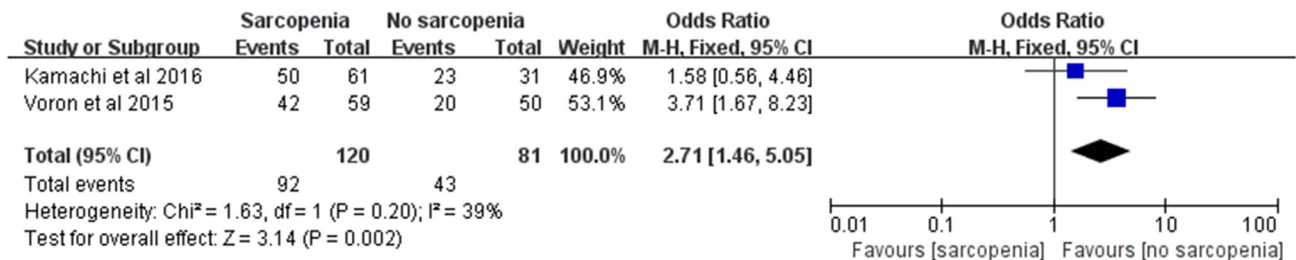 Sarcopenia No sarcopenia Odds Ratio Odds Ratio
Study or Subgroup Events Total Events Total Weight M-H, Fixed, 95% CI M-H, Fixed, 95% CI
Kamachi et al 2016 50 61 23 31 46.9% 1.58 [0.56, 4.46]
Voron et al 2015 42 59 20 50 53.1% 3.71 [1.67, 8.23]
Total (95% CI) 120 81 100.0% 2.71 [1.46, 5.05]
Total events 92 43
Heterogeneity: Chi² = 1.63, df = 1 (P = 0.20); I² = 39%
Test for overall effect: Z = 3.14 (P = 0.002)
0.01 0.1 1 10 100
Favours [sarcopenia] Favours [no sarcopenia]